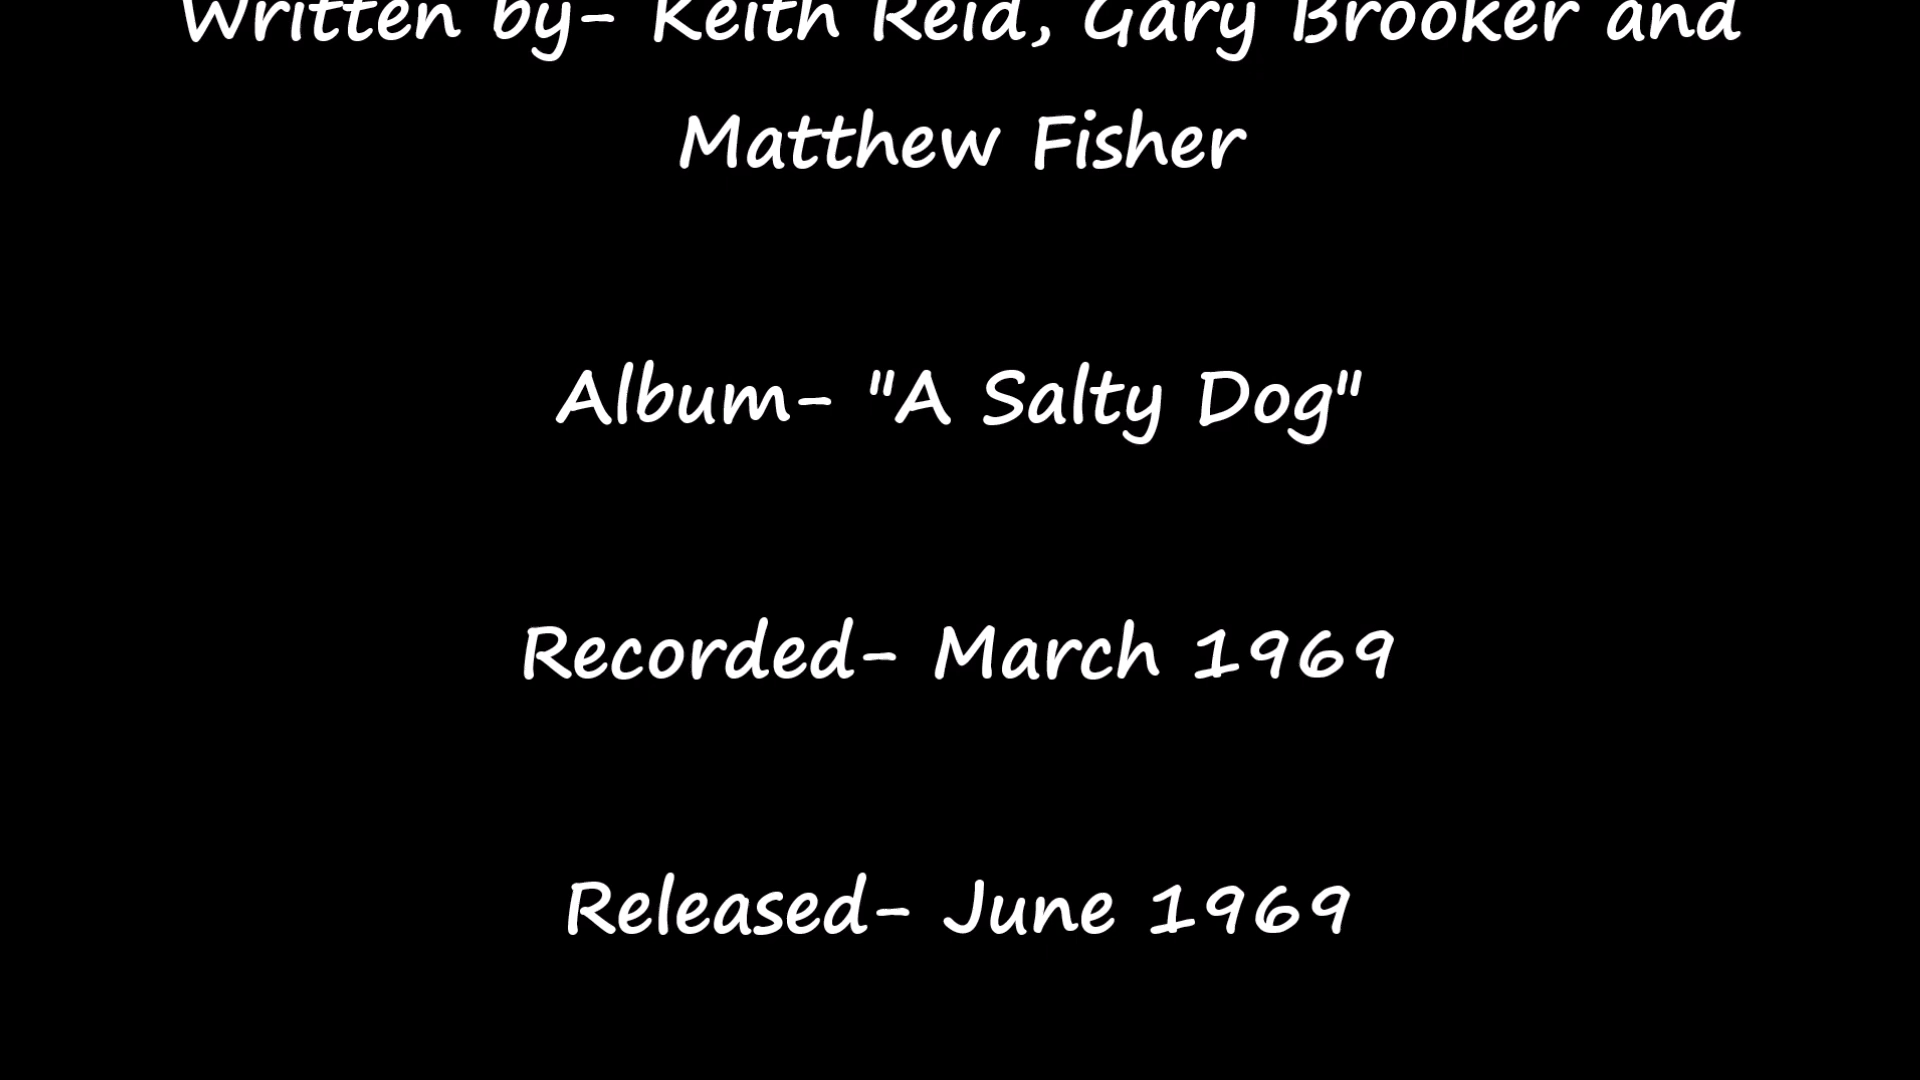 Written by- Keith Reid, Gary Brooker and
Matthew Fisher
Album- "A Salty Dog"
Recorded- March 1969
Released- June 1969